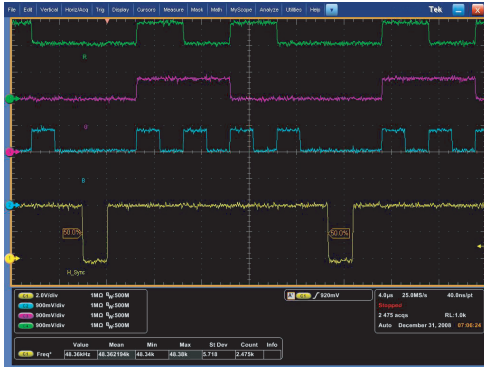 File Edit Vertical Horiz/Acq Trig Display Cursors Measure Mask Math MyScope Analyze Utilities Help Tek
R
B
50.0% 50.0%
H_Sync
C1 2.0V/div 1MΩ BW:500M
900mV/div 1MΩ BW:500M
900mV/div 1MΩ BW:500M
900mV/div 1MΩ BW:500M
A' C1 920mV
4.0µs 25.0MS/s 40.0ns/pt
Stopped
2 475 acqs RL:1.0k
Auto December 31, 2008 07:06:24
Value Mean Min Max St Dev Count Info
C1 Freq* 48.36kHz 48.362194k 48.34k 48.38k 5.718 2.475k